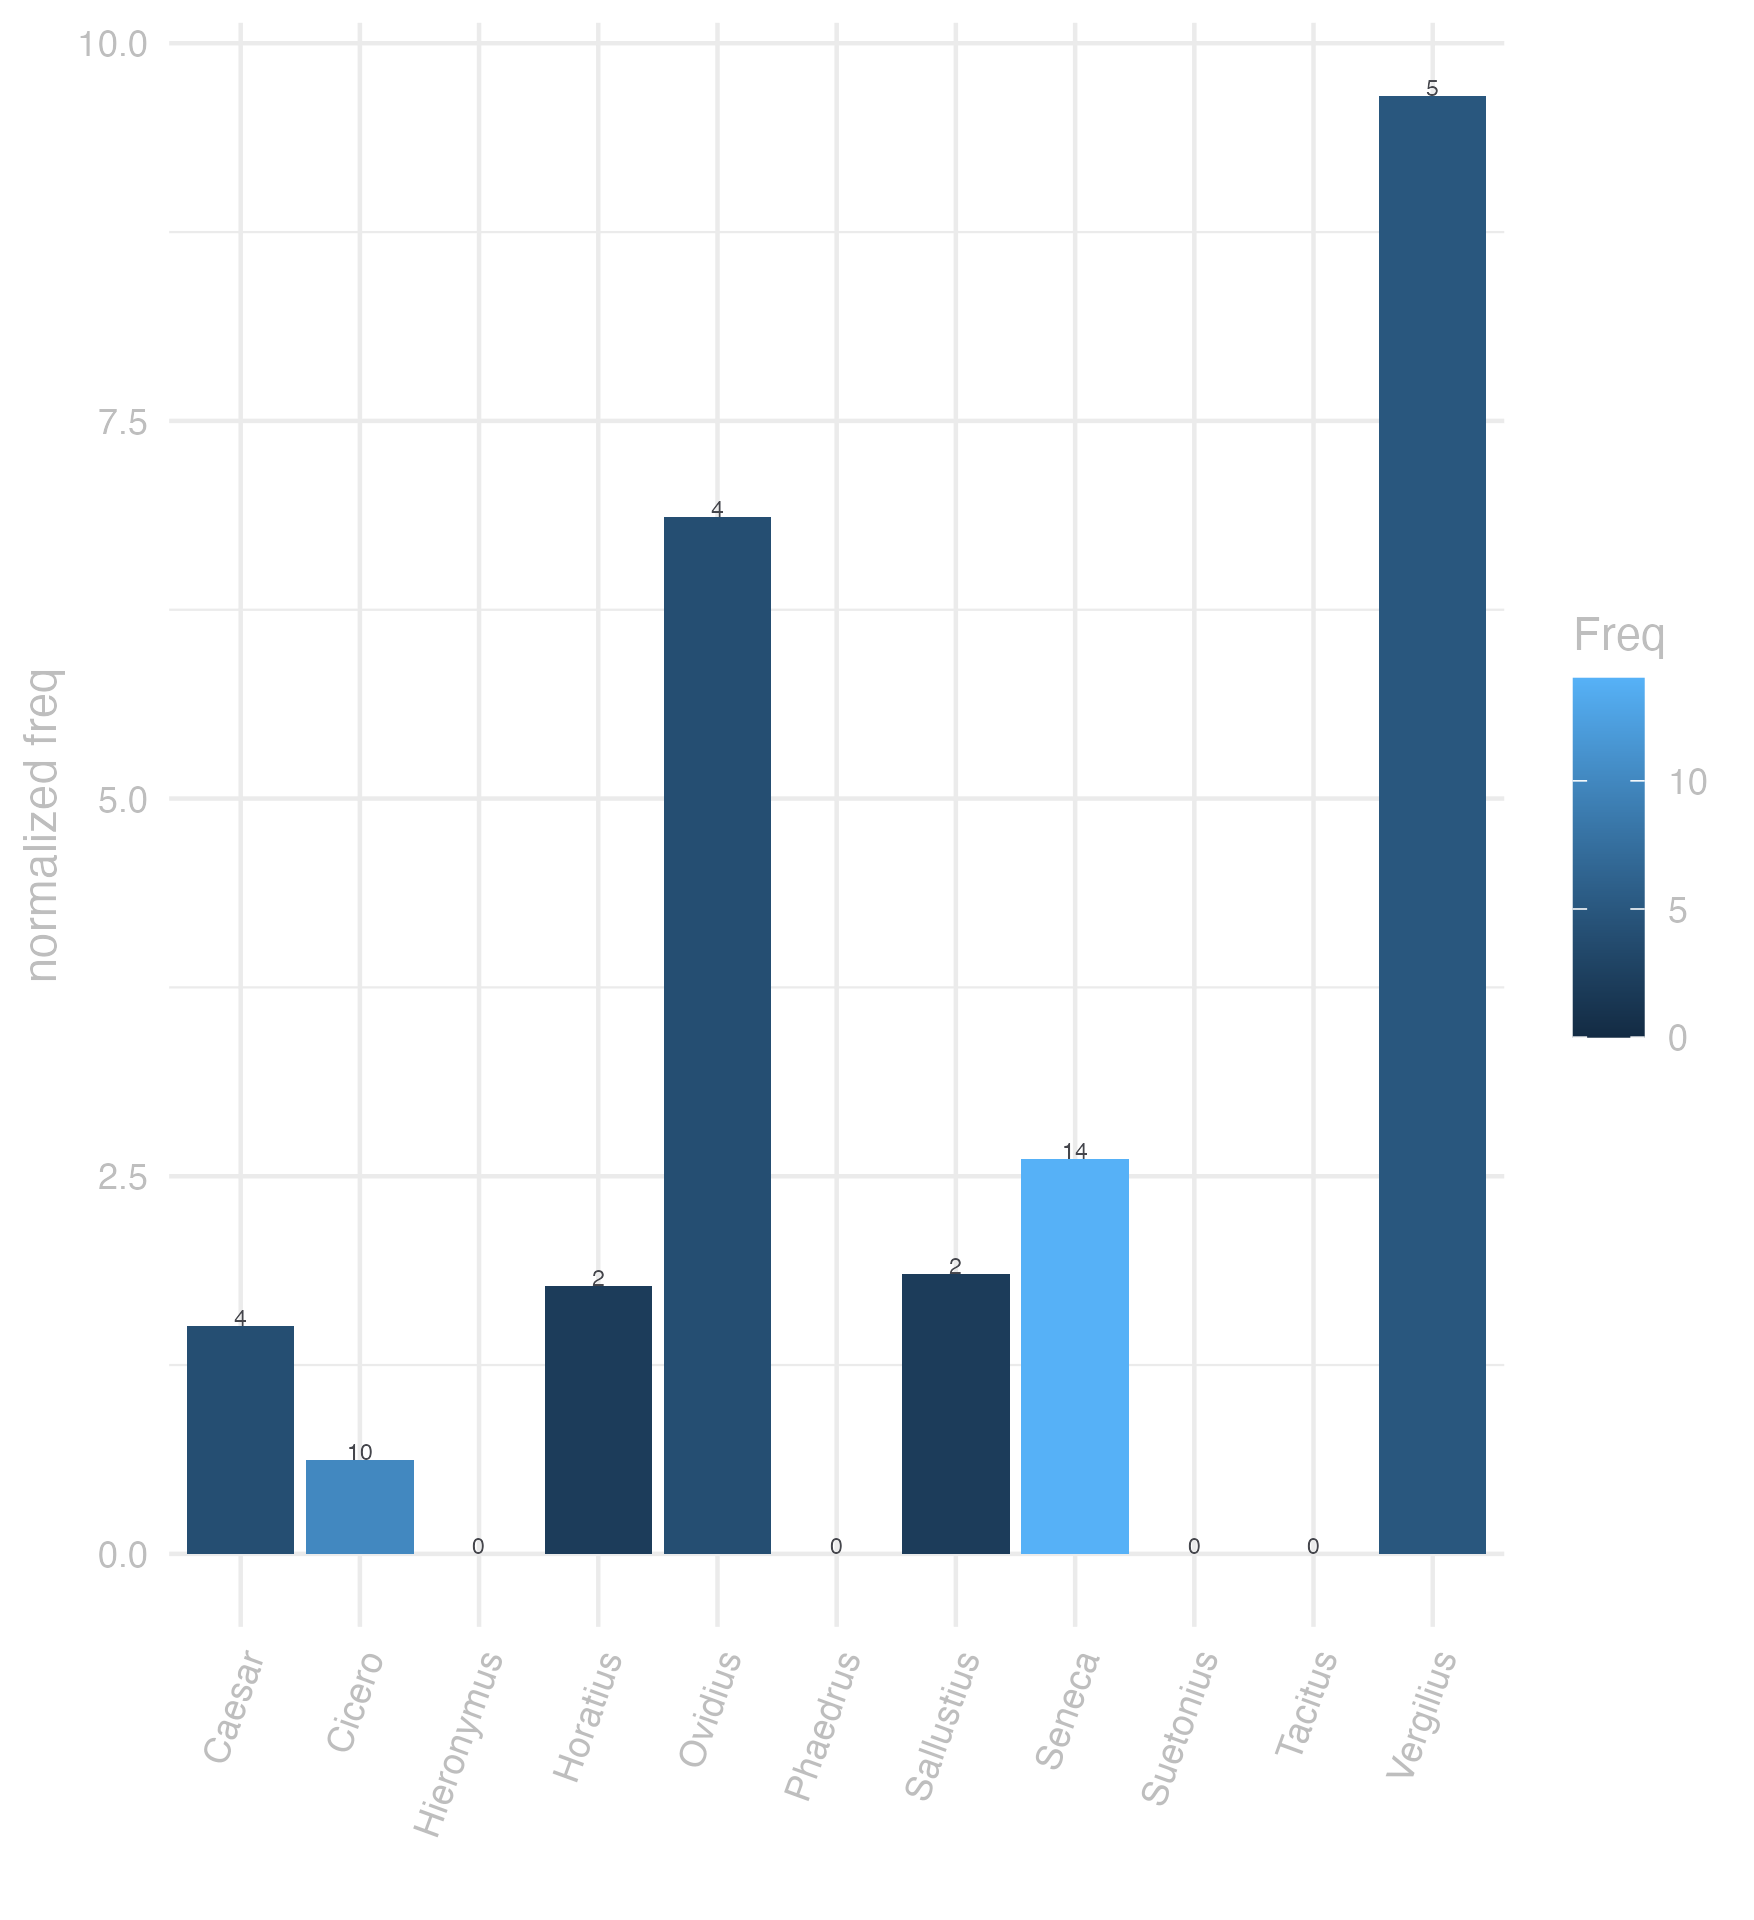 10.0
7.5
5.0
2.5
0.0
normalized freq
4
10
0
2
4
0
2
14
0
0
5
Caesar
Cicero
Hieronymus
Horatius
Ovidius
Phaedrus
Sallustius
Seneca
Suetonius
Tacitus
Vergilius
Freq
10
5
0